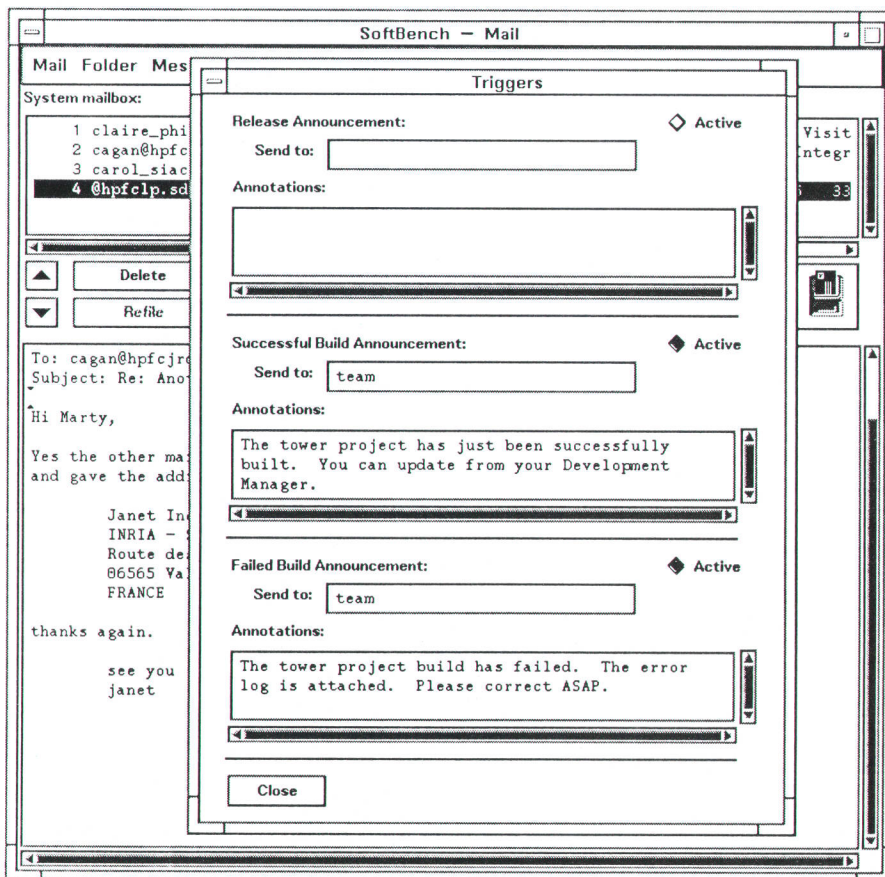 SoftBench — Mail
Mail Folder Mes
Triggers
System mailbox:
1 claire_phi
Visit
2 cagan@hpfc
Integr
3 carol_siac
4 @hpfclp.sd
33
Release Announcement:
Active
Send to:
Annotations:
Delete
Refile
Successful Build Announcement:
Active
Send to:
team
Annotations:
The tower project has just been successfully
built. You can update from your Development
Manager.
Failed Build Announcement:
Active
Send to:
team
Annotations:
The tower project build has failed. The error
log is attached. Please correct ASAP.
Close
To: cagan@hpfcjr
Subject: Re: Ano
Hi Marty,
Yes the other ma
and gave the add
Janet In
INRIA –
Route de
06565 Va
FRANCE
thanks again.
see you
janet